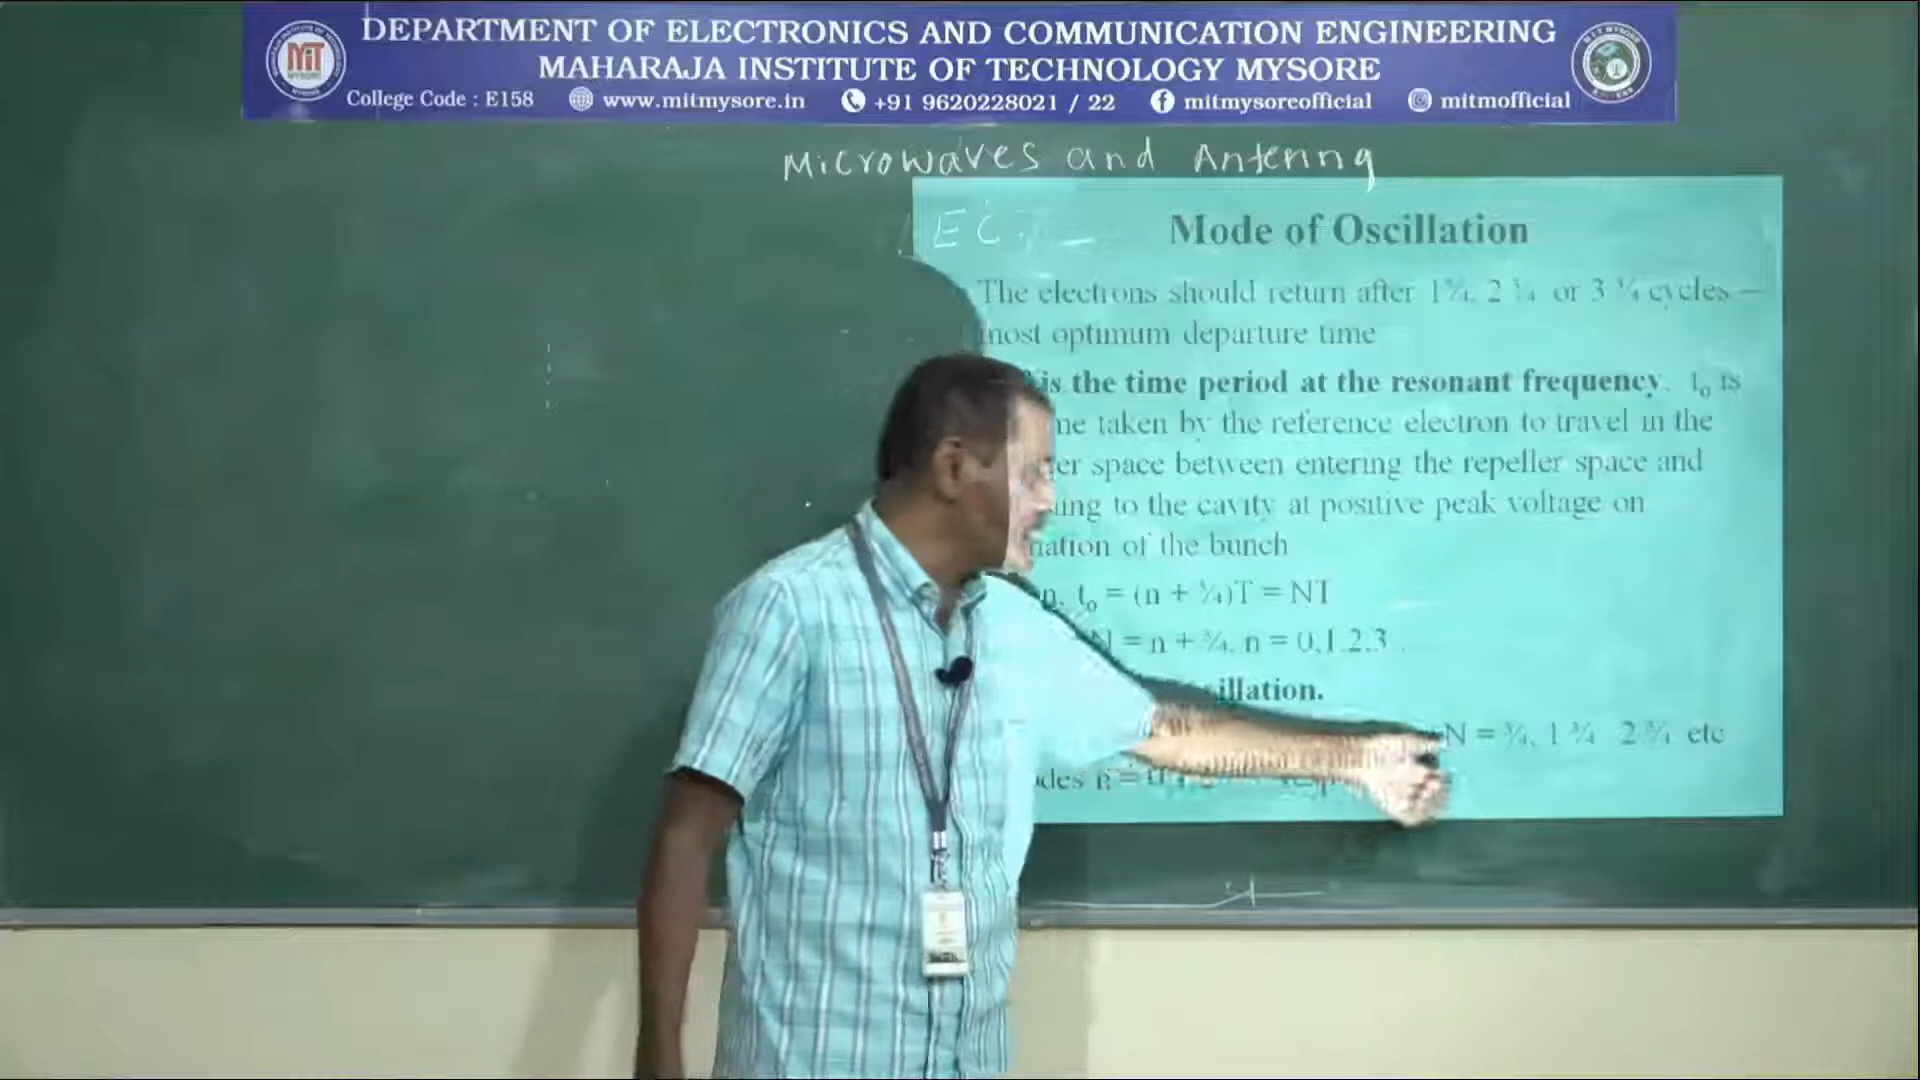 DEPARTMENT OF ELECTRONICS AND COMMUNICATION ENGINEERING
MAHARAJA INSTITUTE OF TECHNOLOGY MYSORE
College Code : E158 www.mitmysore.in +91 9620228021 / 22 mitmysoreofficial mitmofficial
MIT
MYSORE
Microwaves and Antenna
Mode of Oscillation
The electrons should return after 1¾, 2 ¾ or 3 ¾ cycles –
most optimum departure time
is the time period at the resonant frequency. t₀ is
taken by the reference electron to travel in the
space between entering the repeller space and
to the cavity at positive peak voltage on
of the bunch
t₀ = (n + ¾)T = NT
N = n + ¾, n = 0,1,2,3
N = ¾, 1 ¾ 2 ¾ etc